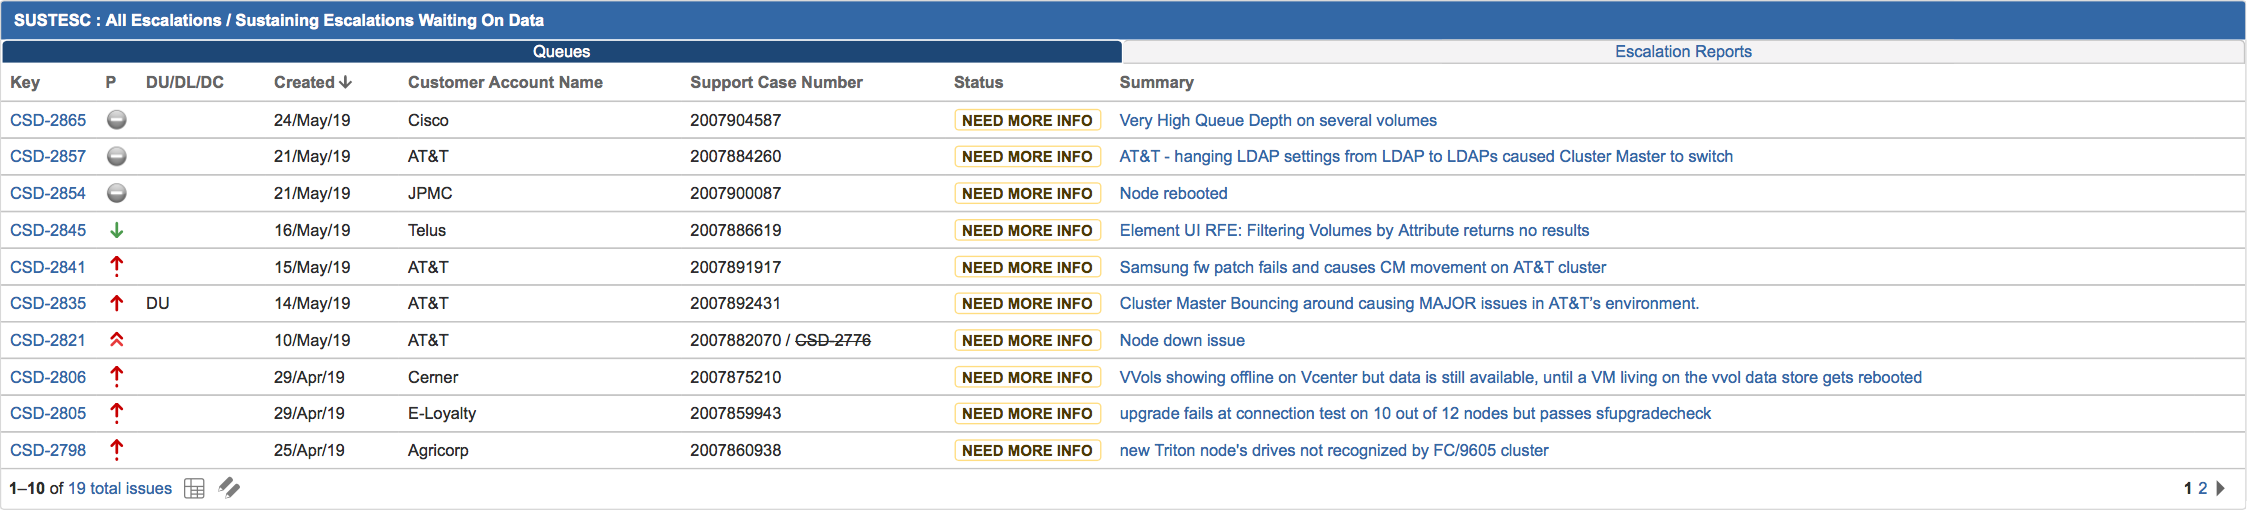 SUSTESC : All Escalations / Sustaining Escalations Waiting On Data
Queues Escalation Reports
Key P DU/DL/DC Created Customer Account Name Support Case Number Status Summary
CSD-2865 24/May/19 Cisco 2007904587 NEED MORE INFO Very High Queue Depth on several volumes
CSD-2857 21/May/19 AT&T 2007884260 NEED MORE INFO AT&T - hanging LDAP settings from LDAP to LDAPs caused Cluster Master to switch
CSD-2854 21/May/19 JPMC 2007900087 NEED MORE INFO Node rebooted
CSD-2845 16/May/19 Telus 2007886619 NEED MORE INFO Element UI RFE: Filtering Volumes by Attribute returns no results
CSD-2841 15/May/19 AT&T 2007891917 NEED MORE INFO Samsung fw patch fails and causes CM movement on AT&T cluster
CSD-2835 DU 14/May/19 AT&T 2007892431 NEED MORE INFO Cluster Master Bouncing around causing MAJOR issues in AT&T's environment.
CSD-2821 10/May/19 AT&T 2007882070 / CSD-2776 NEED MORE INFO Node down issue
CSD-2806 29/Apr/19 Cerner 2007875210 NEED MORE INFO VVols showing offline on Vcenter but data is still available, until a VM living on the vvol data store gets rebooted
CSD-2805 29/Apr/19 E-Loyalty 2007859943 NEED MORE INFO upgrade fails at connection test on 10 out of 12 nodes but passes sfupgradecheck
CSD-2798 25/Apr/19 Agricorp 2007860938 NEED MORE INFO new Triton node's drives not recognized by FC/9605 cluster
1–10 of 19 total issues 1 2